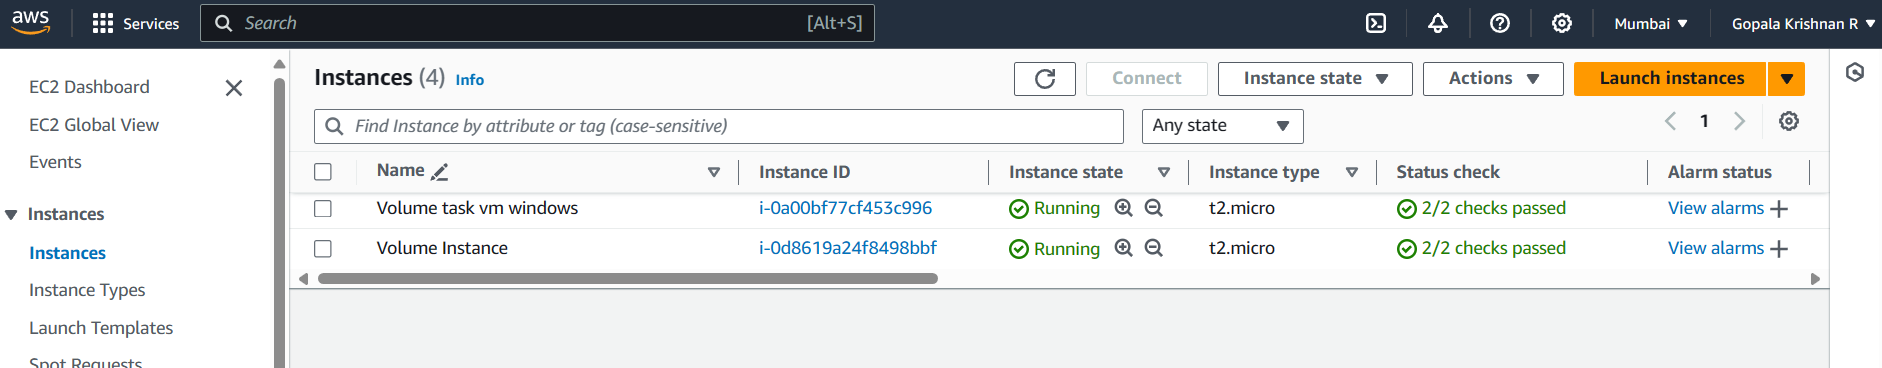 aws Services Search [Alt+S] Mumbai Gopala Krishnan R
EC2 Dashboard
EC2 Global View
Events
Instances
Instances
Instance Types
Launch Templates
Spot Requests
Instances (4) Info Connect Instance state Actions Launch instances
Find Instance by attribute or tag (case-sensitive) Any state 1
Name Instance ID Instance state Instance type Status check Alarm status
Volume task vm windows i-0a00bf77cf453c996 Running t2.micro 2/2 checks passed View alarms
Volume Instance i-0d8619a24f8498bbf Running t2.micro 2/2 checks passed View alarms